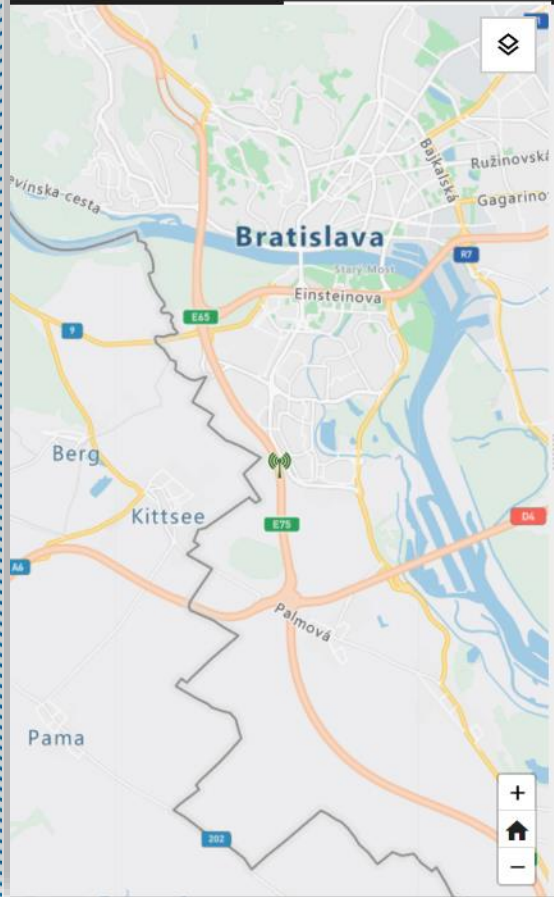 Bajkalská
Ružinovská
evinska-cesta
Gagarino
Bratislava
R7
Starý Most
Einsteinova
E65
9
Berg
Kittsee
E75
D4
A6
Palmová
Pama
+
202
−